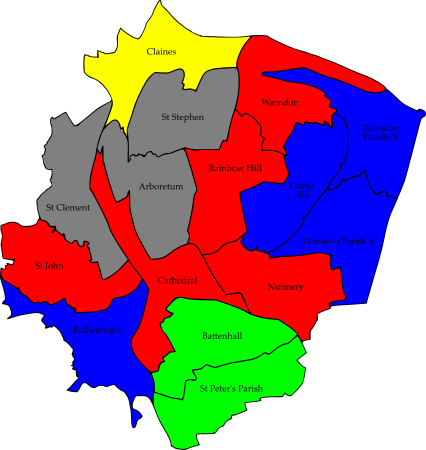 Claines
St Stephen
Warndon
Warndon
Parish N.
Rainbow Hill
Arboretum
Gorse
Hill
St Clement
Warndon Parish S.
St John
Cathedral
Nunnery
Bedwardine
Battenhall
St Peter's Parish